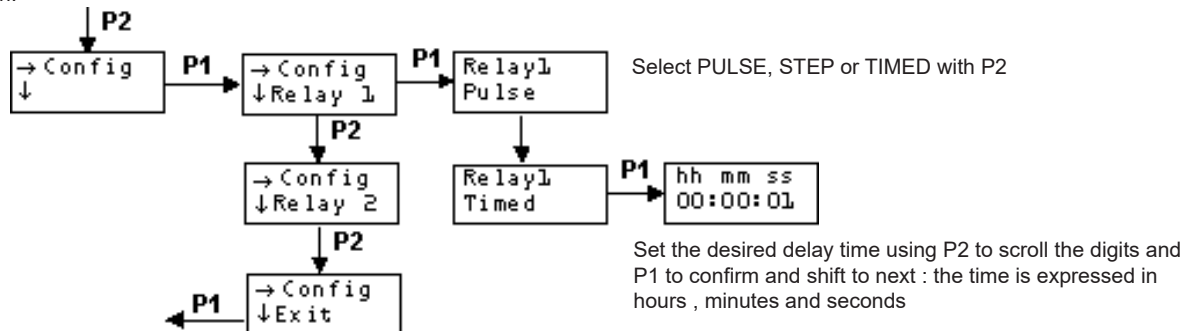 P2
→ Config
↓
P1
→ Config
↓Relay 1
P1
Relay1
Pulse
Select PULSE, STEP or TIMED with P2
P2
→ Config
↓Relay 2
Relay1
Timed
P1
hh mm ss
00:00:01
P2
Set the desired delay time using P2 to scroll the digits and
P1 to confirm and shift to next : the time is expressed in
hours , minutes and seconds
P1
→ Config
↓Exit